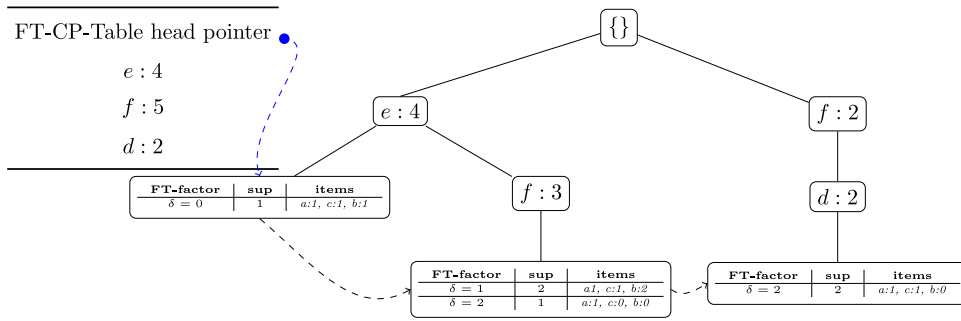 {}
FT-CP-Table head pointer
e : 4
f : 5
d : 2
e : 4
f : 2
FT-factor sup items
δ = 0 1 a:1, c:1, b:1
f : 3
d : 2
FT-factor sup items
δ = 1 2 a1, c:1, b:2
δ = 2 1 a:1, c:0, b:0
FT-factor sup items
δ = 2 2 a:1, c:1, b:0